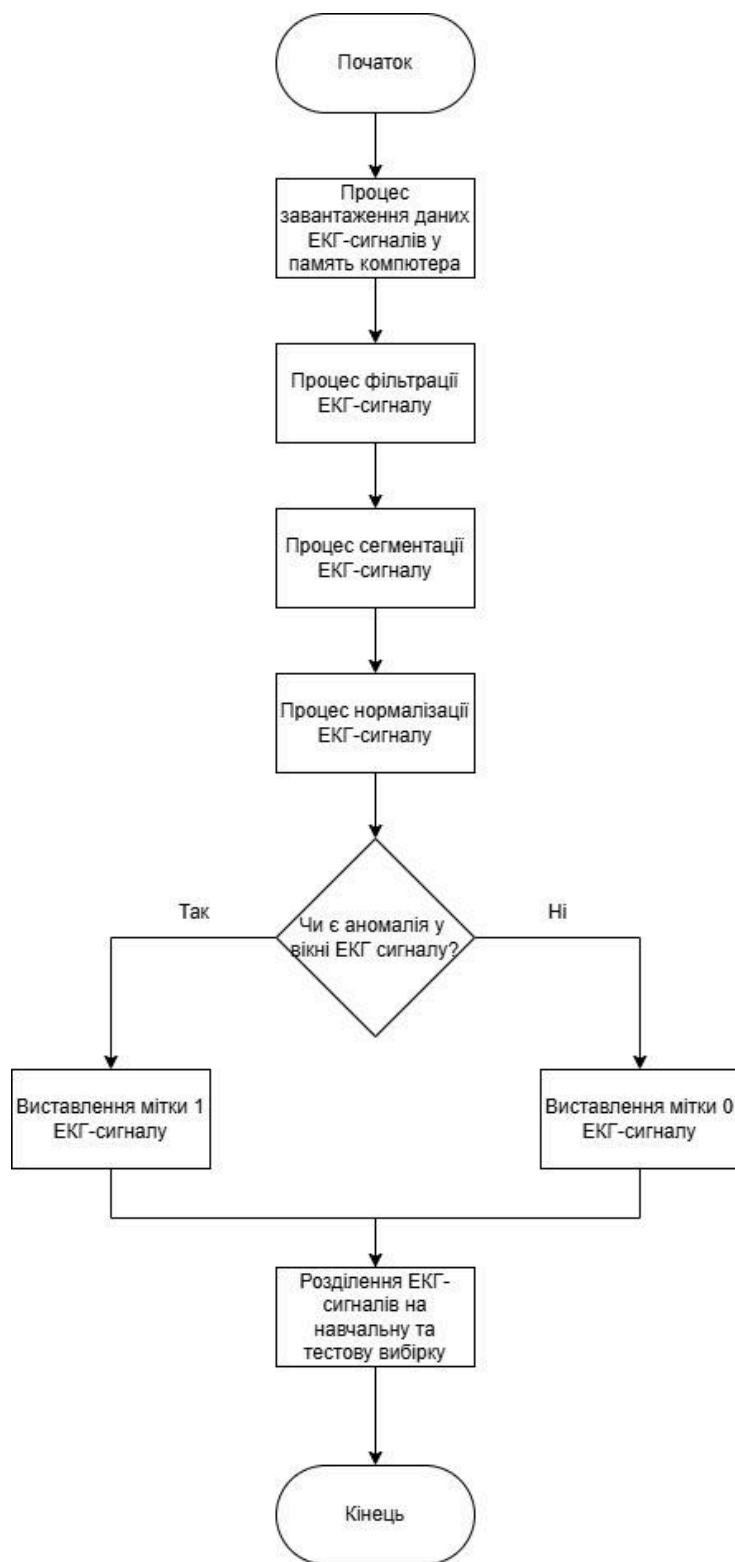 Початок
Процес
завантаження даних
ЕКГ-сигналів у
память компютера
Процес фільтрації
ЕКГ-сигналу
Процес сегментації
ЕКГ-сигналу
Процес нормалізації
ЕКГ-сигналу
Так
Ні
Чи є аномалія у
вікні ЕКГ сигналу?
Виставлення мітки 1
ЕКГ-сигналу
Виставлення мітки 0
ЕКГ-сигналу
Розділення ЕКГ-
сигналів на
навчальну та
тестову вибірку
Кінець